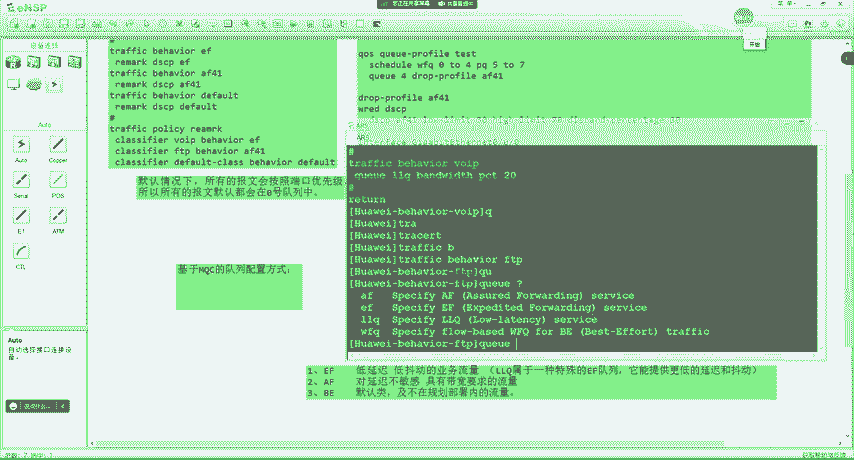 eNSP
正在共享屏幕
Auto
Auto
Copper
Serial
POS
E1
ATM
CTL
Auto
自动选择接口连接设备。
#
traffic behavior ef
remark dscp ef
traffic behavior af41
remark dscp af41
traffic behavior default
remark dscp default
#
traffic policy reamrk
classifier voip behavior ef
classifier ftp behavior af41
classifier default-class behavior default
qos queue-profile test
schedule wfq 0 to 4 pq 5 to 7
queue 4 drop-profile af41
drop-profile af41
wred dscp
默认情况下，所有的报文会按照端口优先级，
所以所有的报文默认都会在0号队列中。
基于MQC的队列配置方式：
#
traffic behavior voip
queue llq bandwidth pct 20
#
return
[Huawei-behavior-voip]q
[Huawei]tra
[Huawei]tracert
[Huawei]traffic b
[Huawei]traffic behavior ftp
[Huawei-behavior-ftp]qu
[Huawei-behavior-ftp]queue ?
af Specify AF (Assured Forwarding) service
ef Specify EF (Expedited Forwarding) service
llq Specify LLQ (Low-latency) service
wfq Specify flow-based WFQ for BE (Best-Effort) traffic
[Huawei-behavior-ftp]queue
1、EF 低延迟 低抖动的业务流量 （LLQ属于一种特殊的EF队列，它能提供更低的延迟和抖动）
2、AF 对延迟不敏感 具有带宽要求的流量
3、BE 默认类，及不在规划部署内的流量。